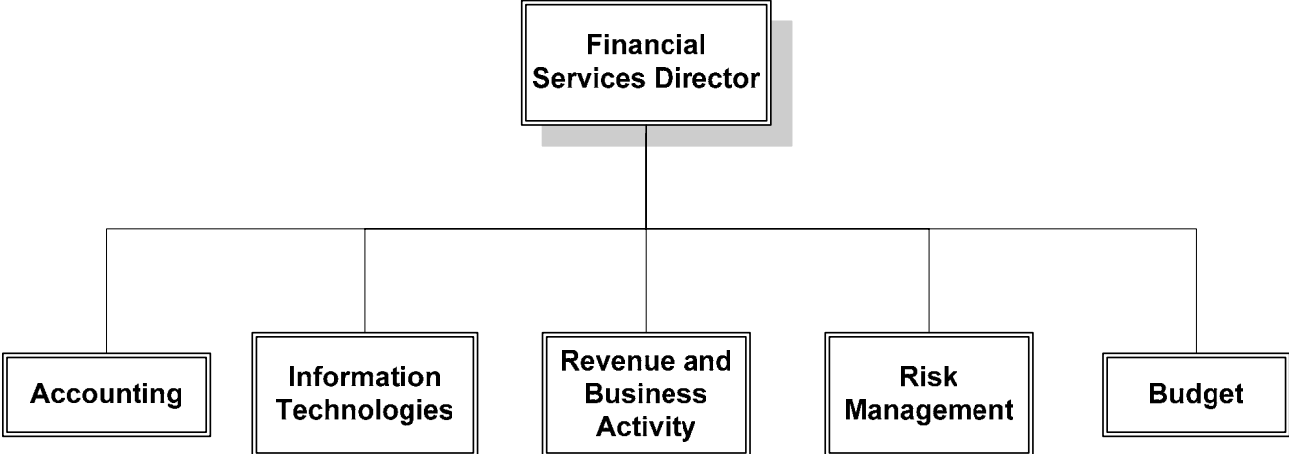 Financial
Services Director
Accounting
Information
Technologies
Revenue and
Business
Activity
Risk
Management
Budget